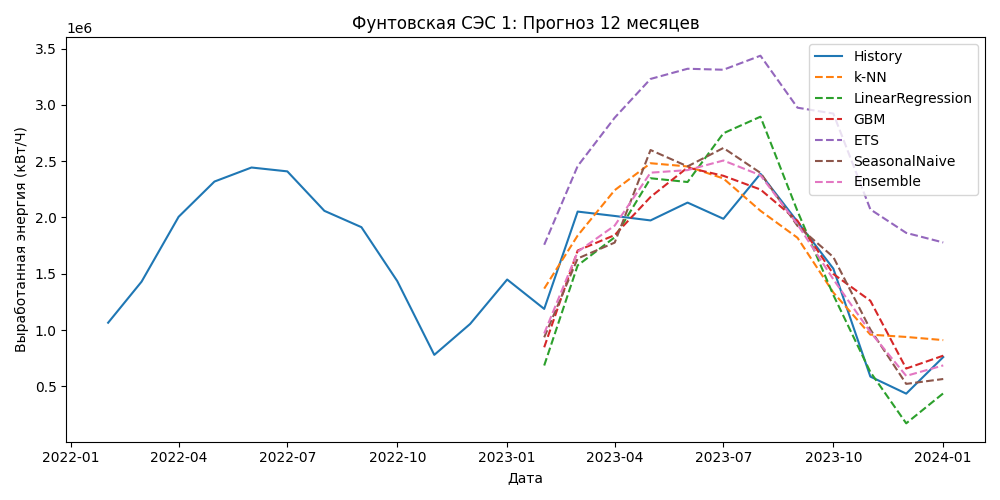 Фунтовская СЭС 1: Прогноз 12 месяцев
1e6
Выработанная энергия (кВт/Ч)
3.5
3.0
2.5
2.0
1.5
1.0
0.5
History
k-NN
LinearRegression
GBM
ETS
SeasonalNaive
Ensemble
2022-01
2022-04
2022-07
2022-10
2023-01
2023-04
2023-07
2023-10
2024-01
Дата